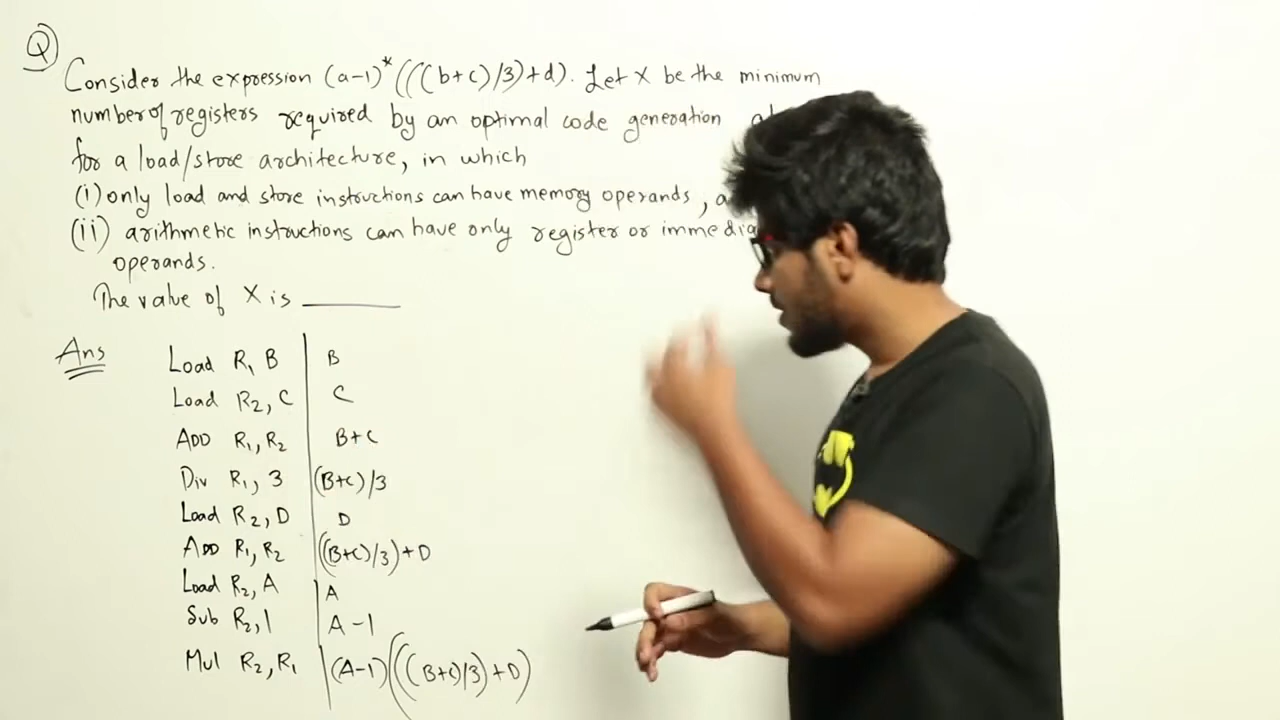 Q
Consider the expression (a-1)*(((b+c)/3)+d). Let X be the minimum
number of registers required by an optimal code generation
for a load/store architecture, in which
(i) only load and store instructions can have memory operands,
(ii) arithmetic instructions can have only register or
operands.
The value of X is ______
Ans
Load R1 B | B
Load R2, C | C
ADD R1, R2 | B+C
Div R1, 3 | (B+C)/3
Load R2, D | D
ADD R1, R2 | ((B+C)/3)+D
Load R2, A | A
Sub R2, 1 | A-1
Mul R2, R1 | (A-1)(((B+C)/3)+D)